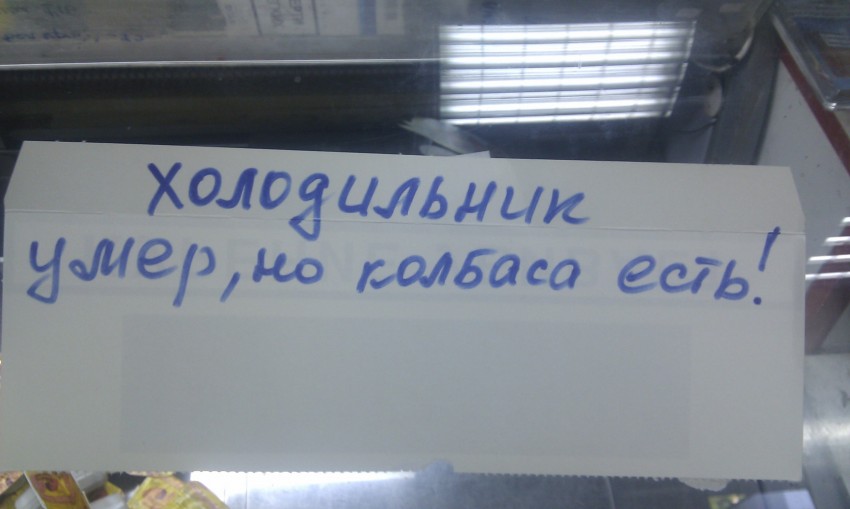 холодильник
умер, но колбаса есть!